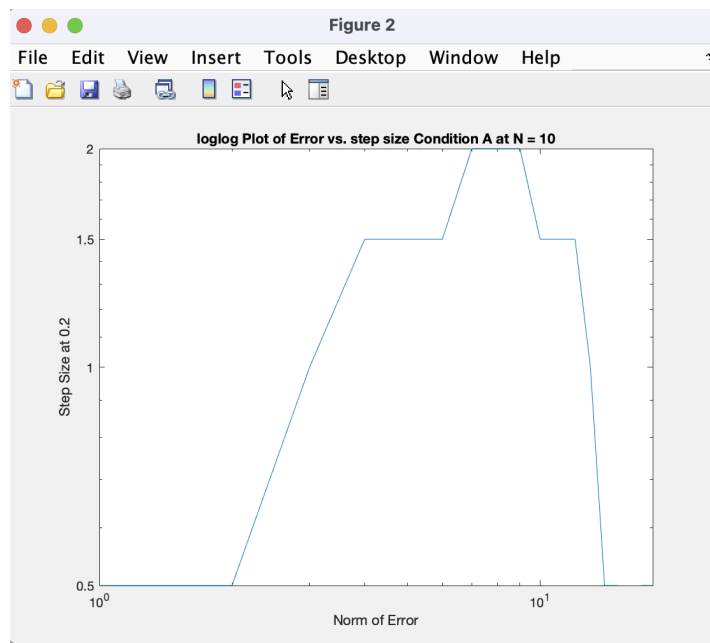 Figure 2
File Edit View Insert Tools Desktop Window Help
loglog Plot of Error vs. step size Condition A at N = 10
2
1.5
1
0.5
Step Size at 0.2
10^0 10^1
Norm of Error